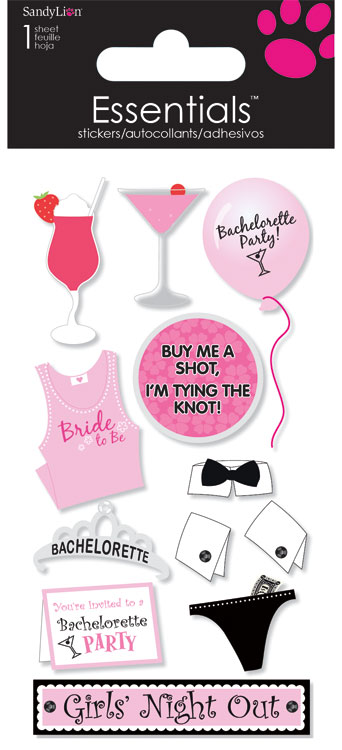 SandyLion
1 sheet
feuille
hoja
Essentials™
stickers/autocollants/adhesivos
Bachelorette
Party!
BUY ME A
SHOT,
I'M TYING THE
KNOT!
Bride
to Be
BACHELORETTE
You're Invited to a
Bachelorette
PARTY
Girls' Night Out